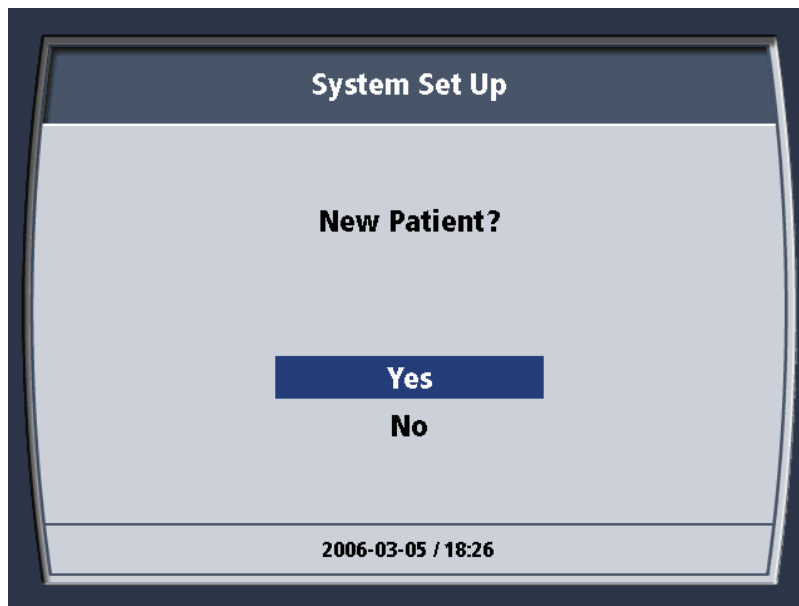 System Set Up
New Patient?
Yes
No
2006-03-05 / 18:26